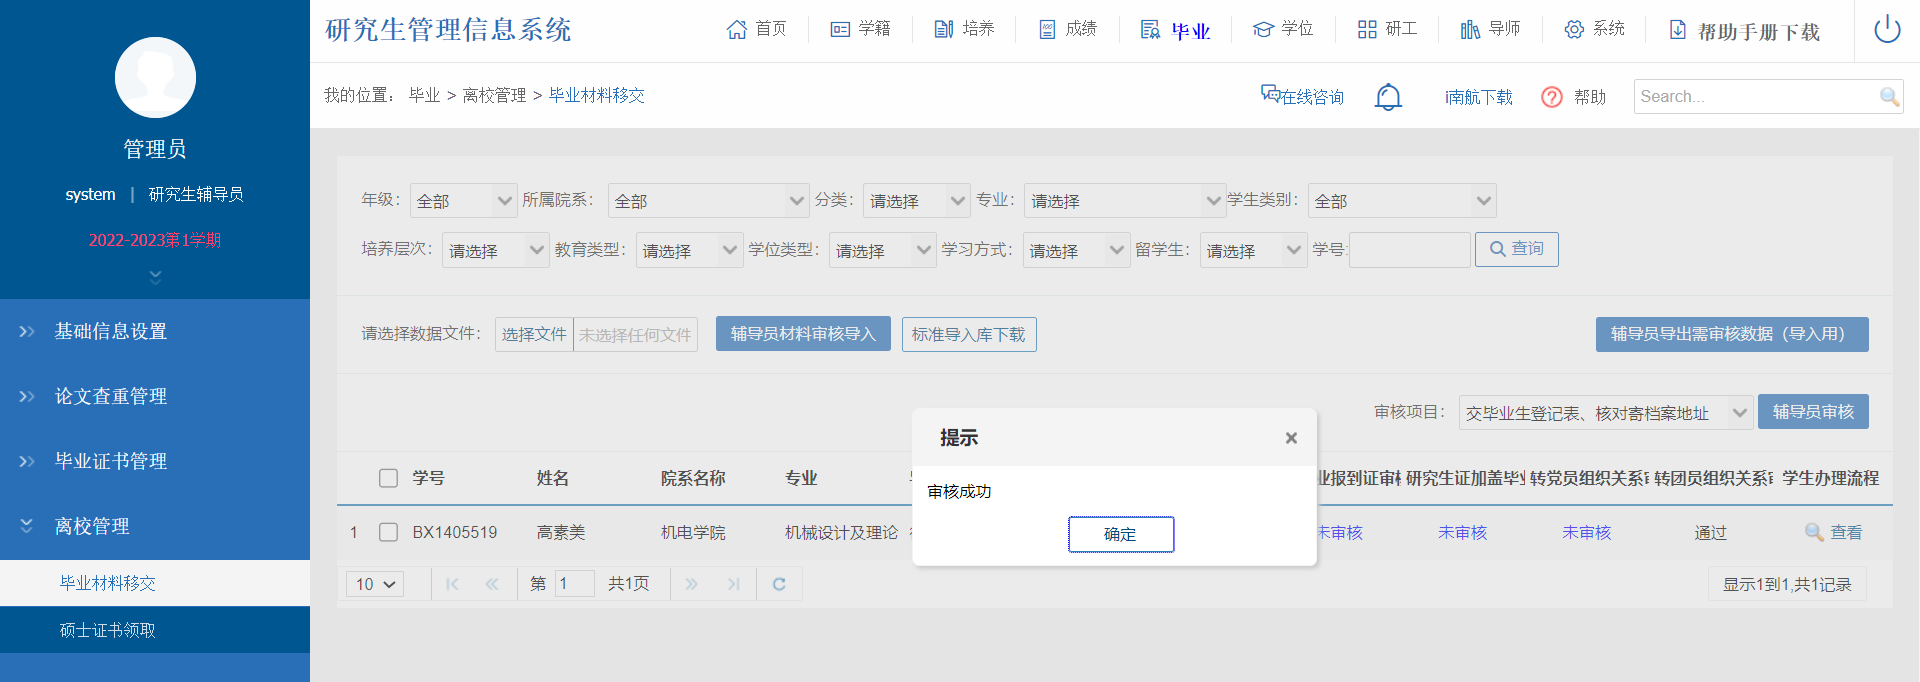 研究生管理信息系统
首页 学籍 培养 成绩 毕业 学位 研工 导师 系统 帮助手册下载
管理员
system | 研究生辅导员
2022-2023第1学期
基础信息设置
论文查重管理
毕业证书管理
离校管理
毕业材料移交
硕士证书领取
我的位置： 毕业 > 离校管理 > 毕业材料移交
在线咨询 i南航下载 帮助 Search...
年级： 全部 所属院系： 全部 分类： 请选择 专业： 请选择 学生类别： 全部
培养层次： 请选择 教育类型： 请选择 学位类型： 请选择 学习方式： 请选择 留学生： 请选择 学号: 查询
请选择数据文件： 选择文件 未选择任何文件 辅导员材料审核导入 标准导入库下载 辅导员导出需审核数据（导入用）
审核项目： 交毕业生登记表、核对寄档案地址 辅导员审核
学号 姓名 院系名称 专业 业报到证审核 研究生证加盖毕业 转党员组织关系 转团员组织关系 学生办理流程
1 BX1405519 高素美 机电学院 机械设计及理论 未审核 未审核 未审核 通过 查看
10 第 1 共1页 显示1到1,共1记录
提示 ×
审核成功
确定